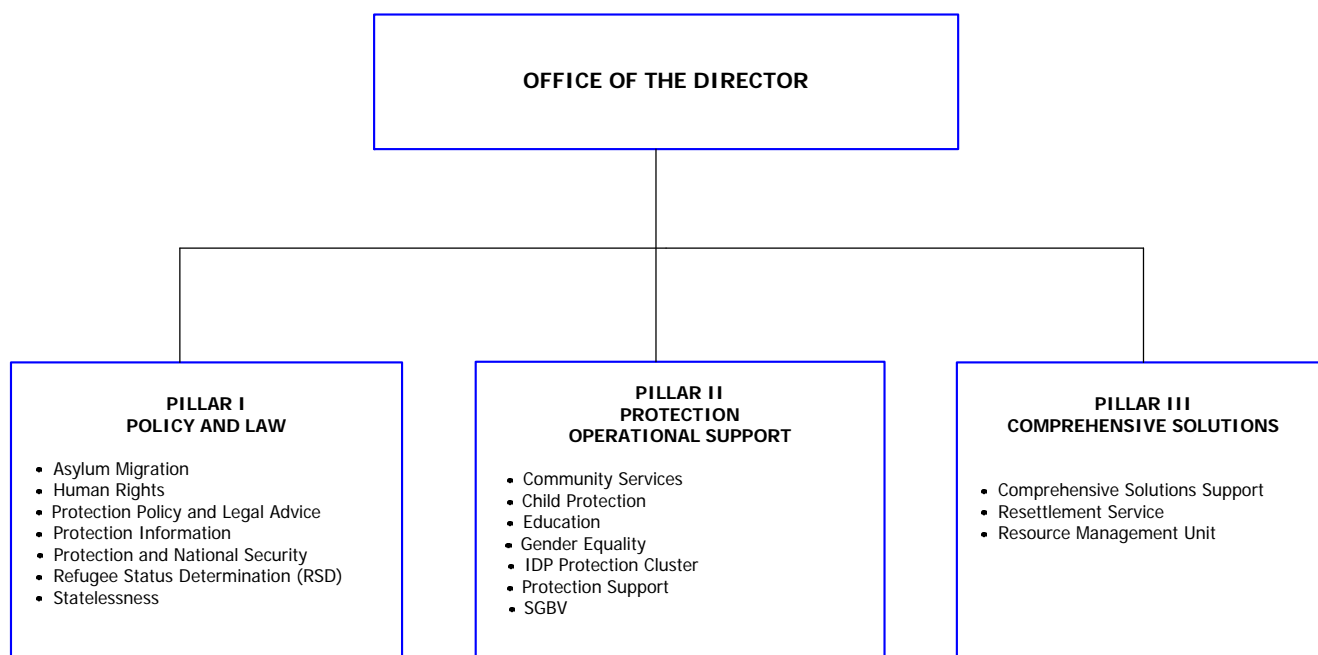 OFFICE OF THE DIRECTOR
PILLAR I
POLICY AND LAW
• Asylum Migration
• Human Rights
• Protection Policy and Legal Advice
• Protection Information
• Protection and National Security
• Refugee Status Determination (RSD)
• Statelessness
PILLAR II
PROTECTION
OPERATIONAL SUPPORT
• Community Services
• Child Protection
• Education
• Gender Equality
• IDP Protection Cluster
• Protection Support
• SGBV
PILLAR III
COMPREHENSIVE SOLUTIONS
• Comprehensive Solutions Support
• Resettlement Service
• Resource Management Unit